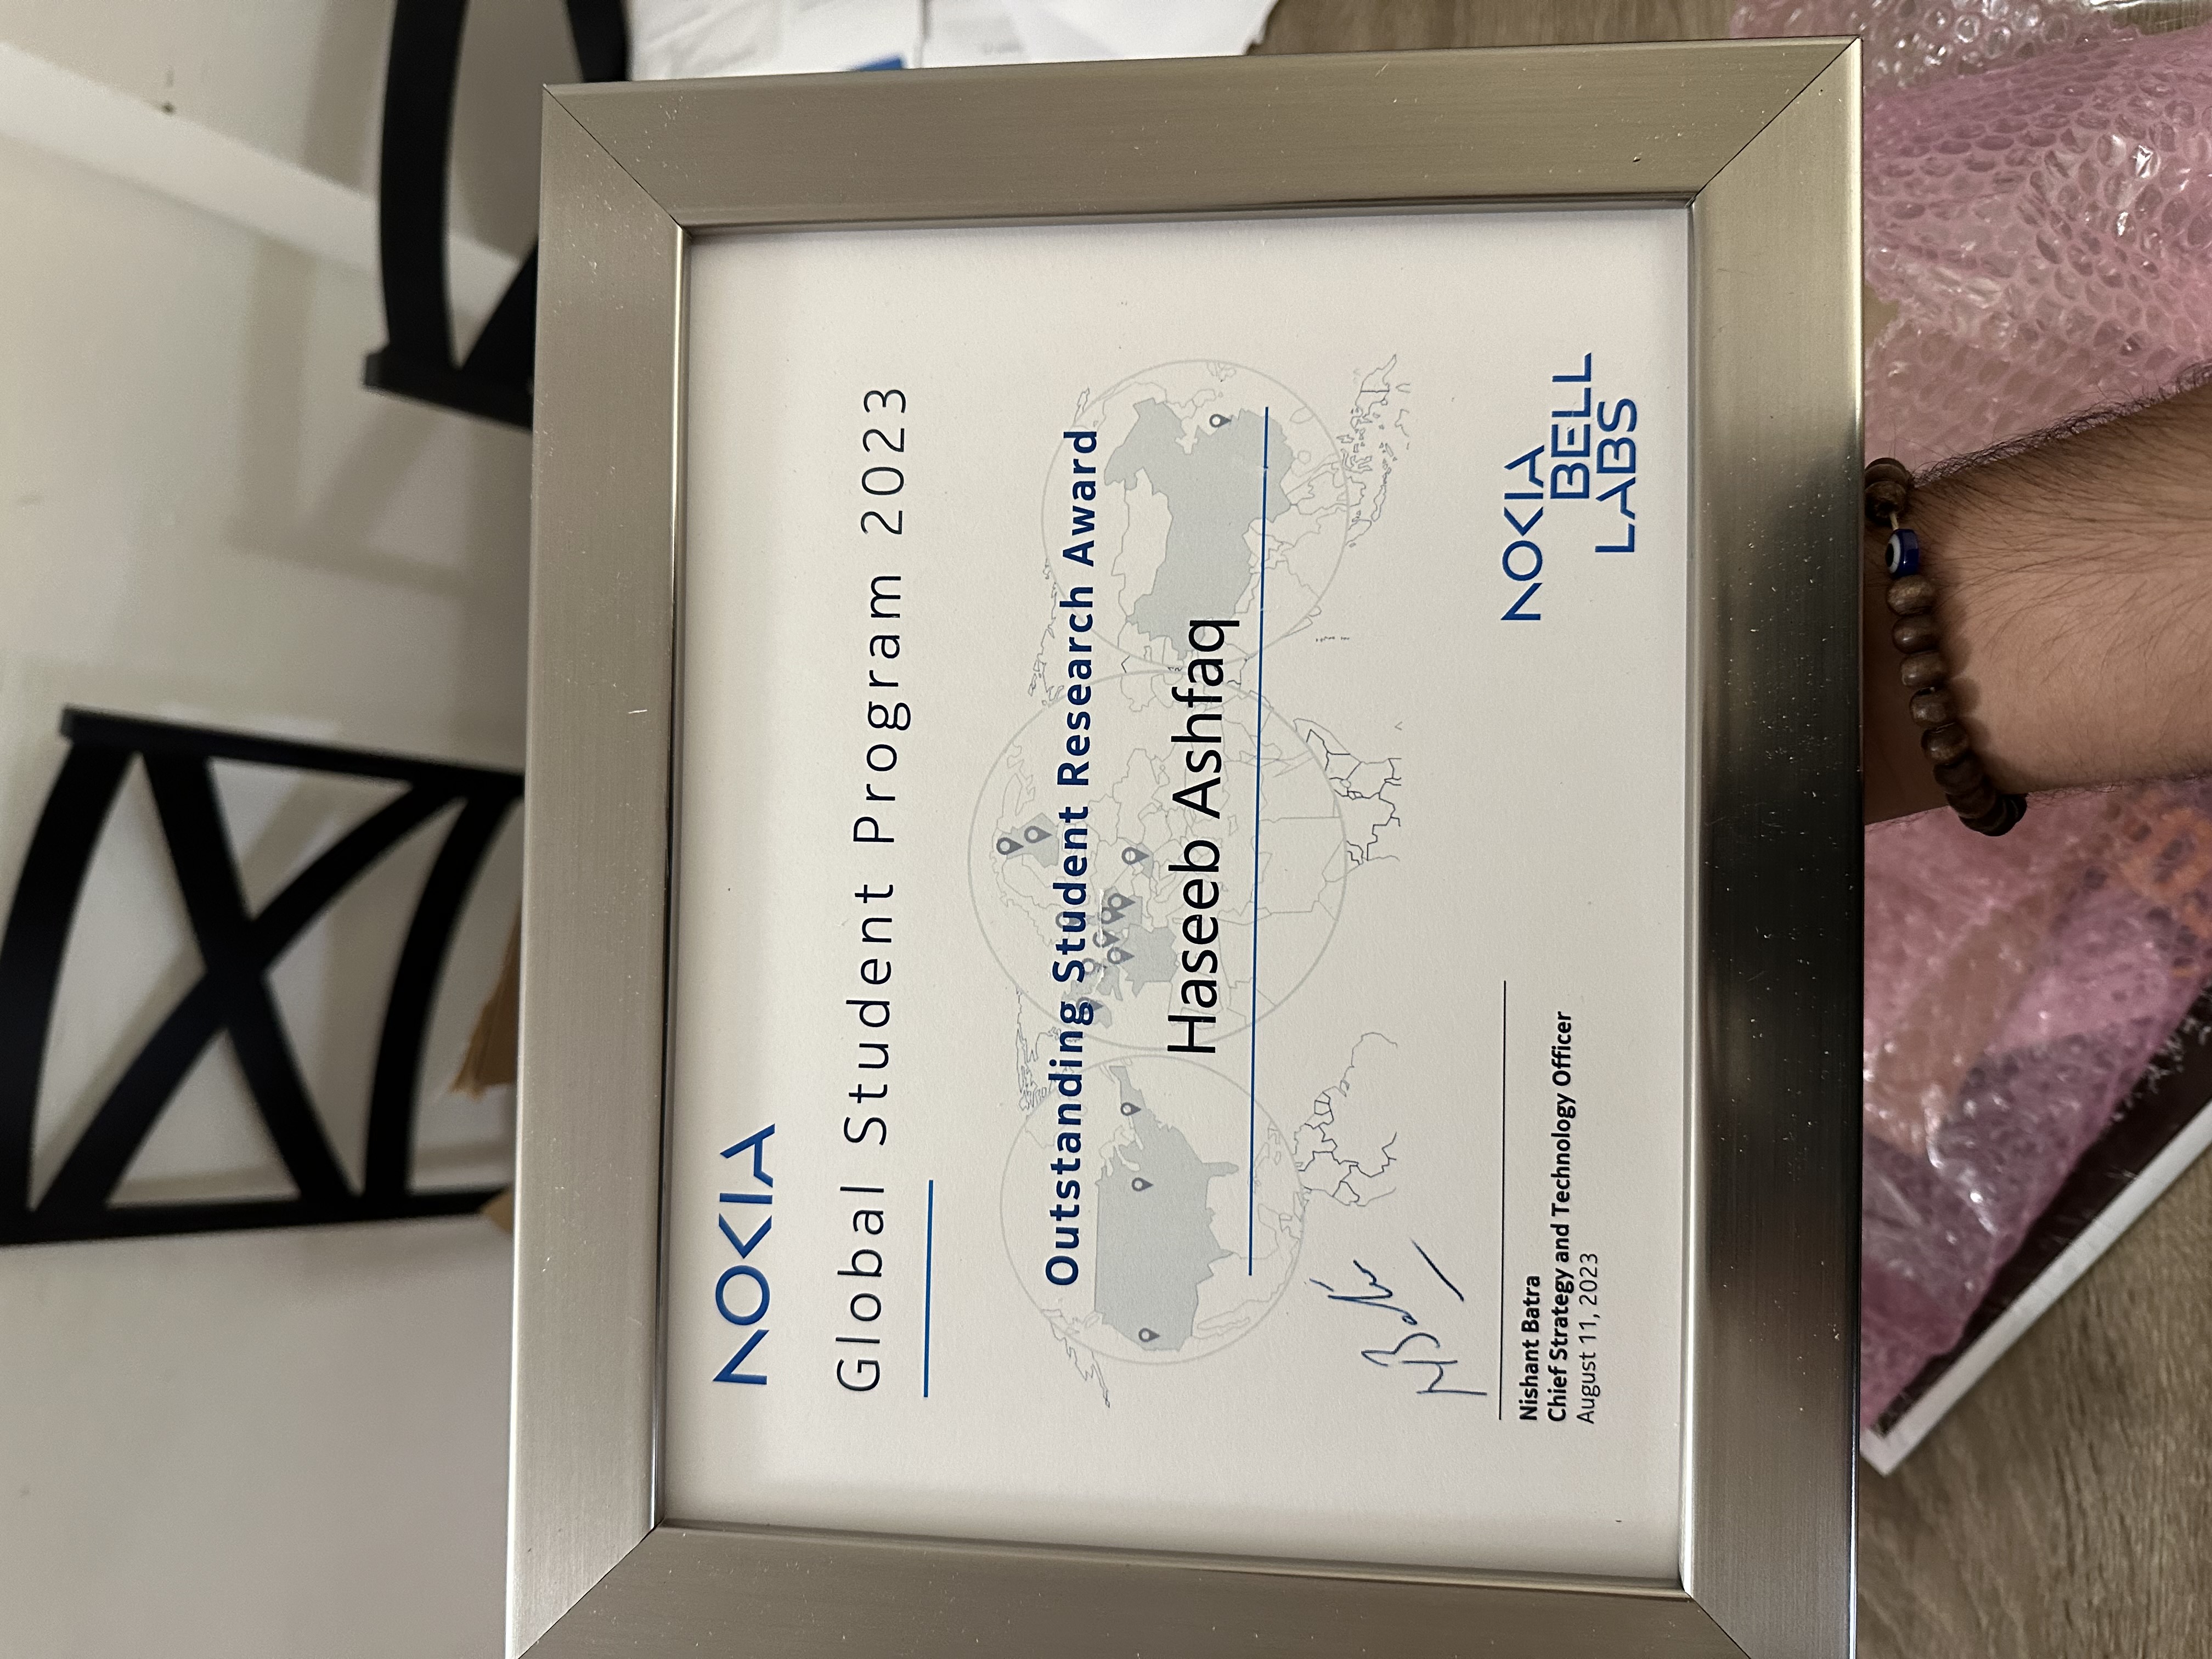 NOKIA
Global Student Program 2023
Outstanding Student Research Award
Haseeb Ashfaq
NBatra
Nishant Batra
Chief Strategy and Technology Officer
August 11, 2023
NOKIA
BELL
LABS